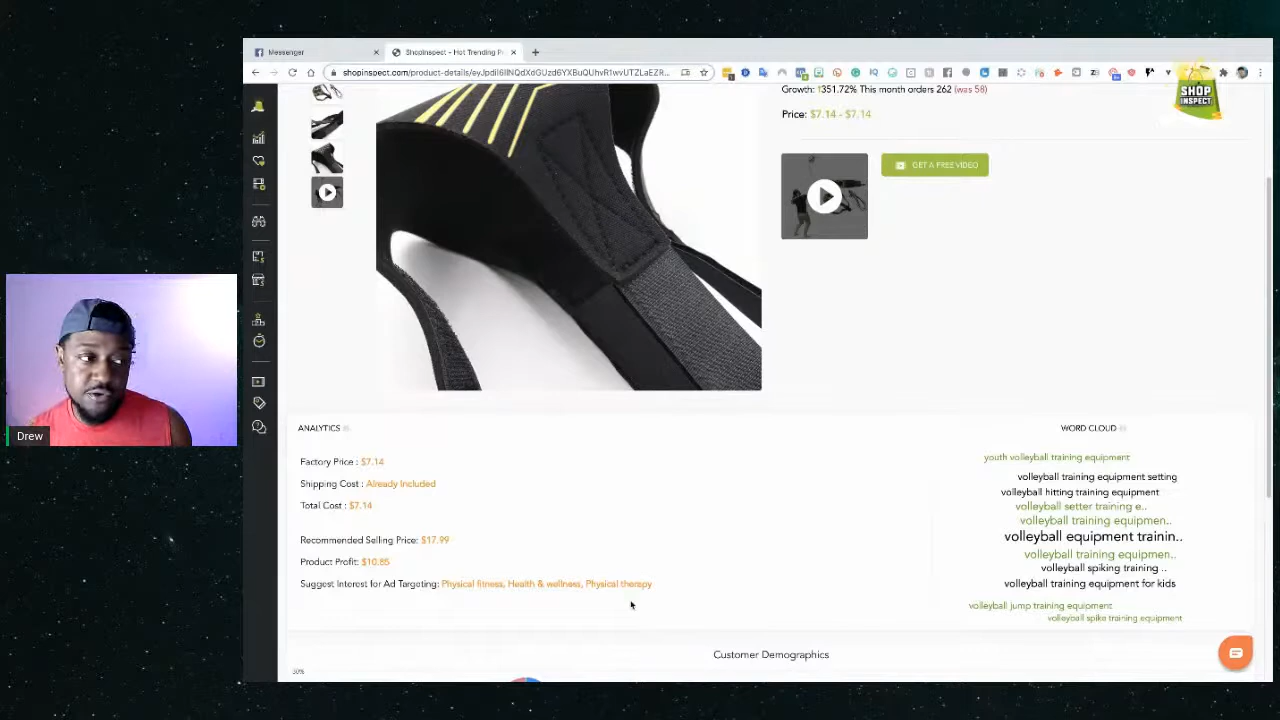 Messenger
ShopInspect - Hot Trending Pr
Growth: 1351.72% This month orders 262 (was 58)
SHOP
INSPECT
Price: $7.14 - $7.14
GET A FREE VIDEO
Drew
ANALYTICS
Factory Price : $7.14
Shipping Cost : Already Included
Total Cost : $7.14
Recommended Selling Price: $17.99
Product Profit: $10.85
Suggest Interest for Ad Targeting: Physical fitness, Health & wellness, Physical therapy
WORD CLOUD
youth volleyball training equipment
volleyball training equipment setting
volleyball hitting training equipment
volleyball setter training e..
volleyball training equipmen..
volleyball equipment trainin..
volleyball training equipmen..
volleyball spiking training ..
volleyball training equipment for kids
volleyball jump training equipment
volleyball spike training equipment
Customer Demographics